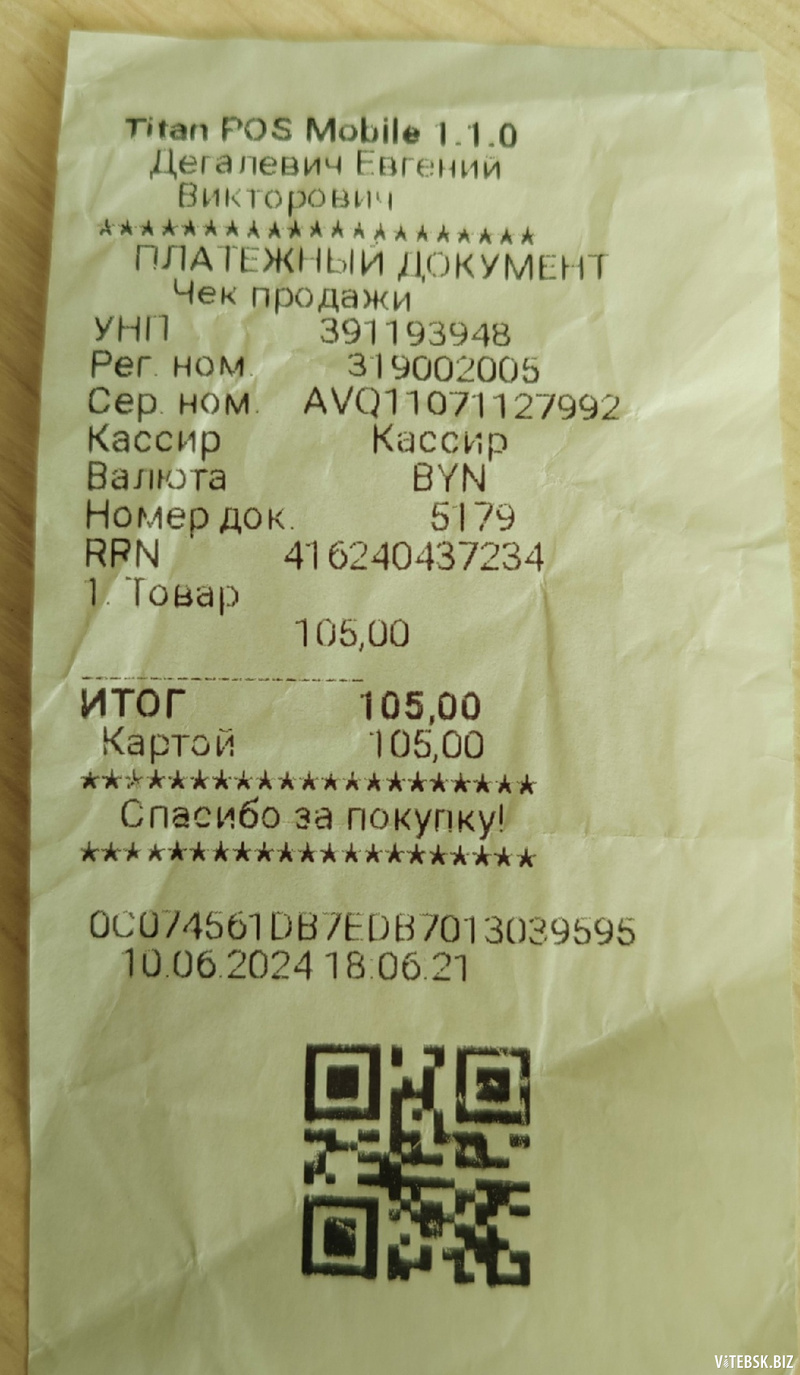 Titan POS Mobile 1.1.0
Дегалевич Евгений
Викторович
*********************
ПЛАТЕЖНЫЙ ДОКУМЕНТ
Чек продажи
УНП 391193948
Рег. ном. 319002005
Сер. ном. AVQ11071127992
Кассир Кассир
Валюта BYN
Номер док. 5179
RRN 416240437234
1. Товар
105,00
ИТОГ 105,00
Картой 105,00
*********************
Спасибо за покупку!
*********************
0C074561DB7EDB7013039595
10.06.2024 18:06:21
VITEBSK.BIZ